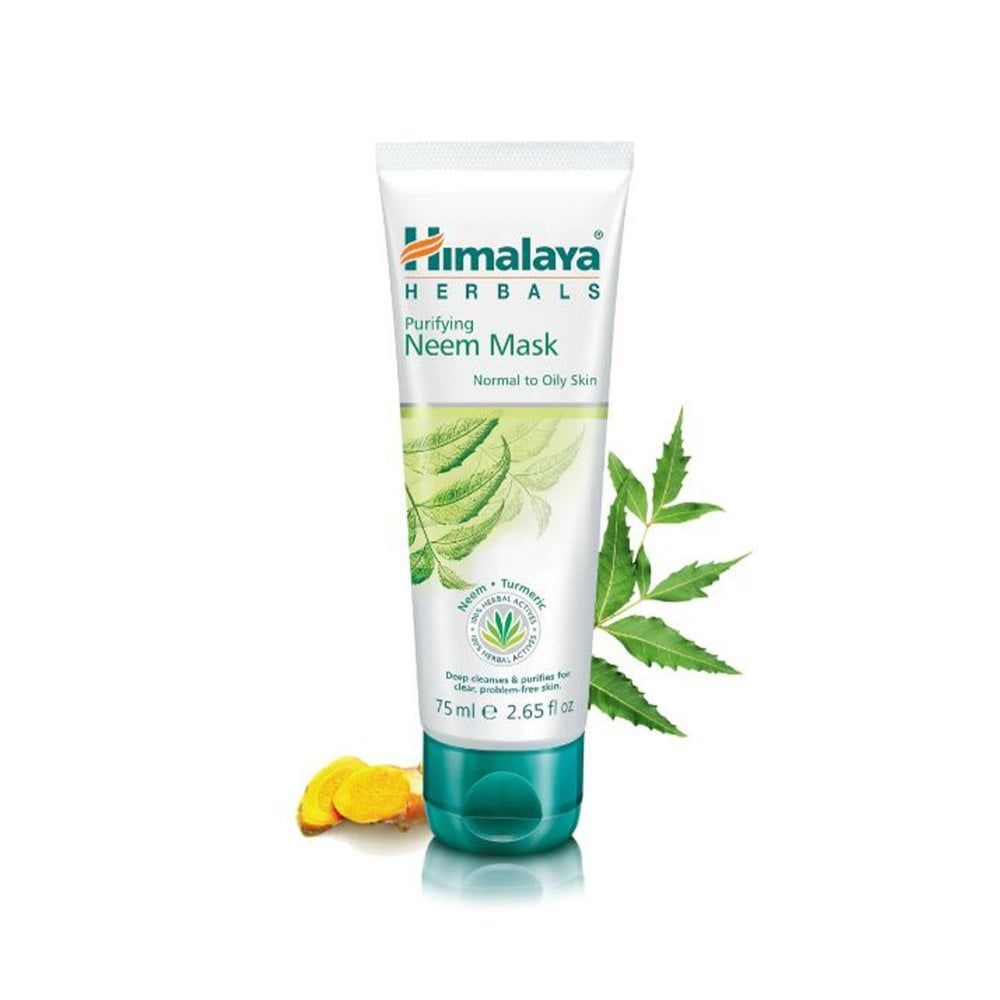 Himalaya®
HERBALS
Purifying
Neem Mask
Normal to Oily Skin
Neem • Turmeric
100% HERBAL ACTIVES • 100% HERBAL ACTIVES •
Deep cleanses & purifies for
clear, problem-free skin.
75 ml ℮ 2.65 fl oz